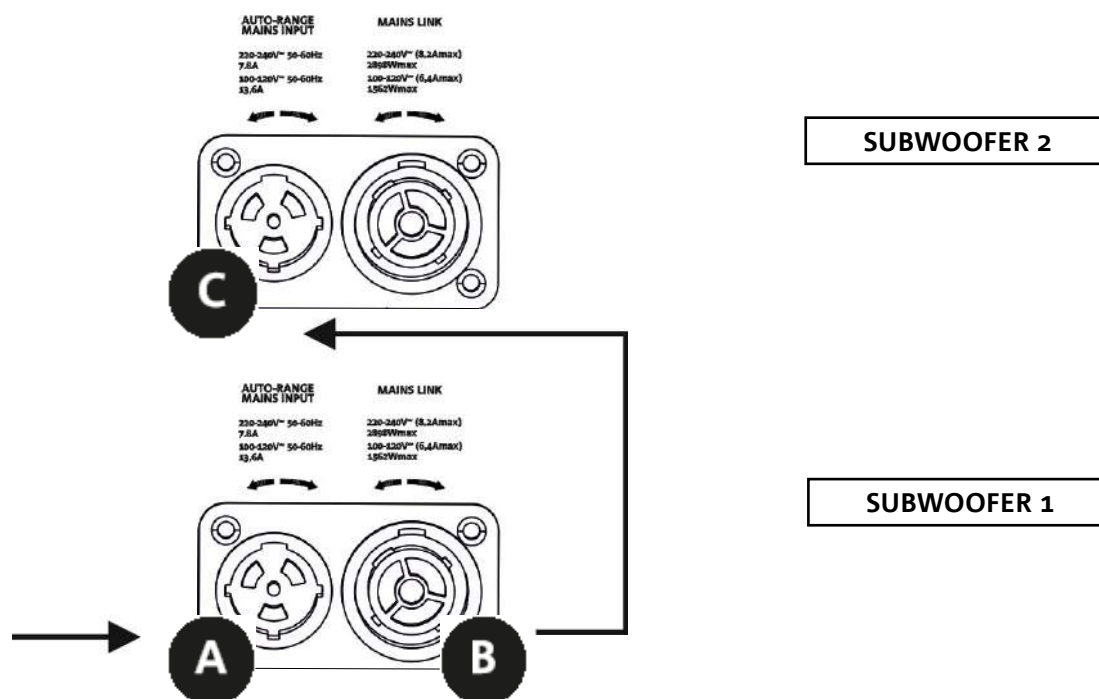 AUTO-RANGE MAINS INPUT
220-240V~ 50-60Hz
7.8A
100-120V~ 50-60Hz
13,6A
MAINS LINK
220-240V~ (8,2Amax)
2898Wmax
100-120V~ (6,4Amax)
1562Wmax
SUBWOOFER 2
C
AUTO-RANGE MAINS INPUT
220-240V~ 50-60Hz
7.8A
100-120V~ 50-60Hz
13,6A
MAINS LINK
220-240V~ (8,2Amax)
2898Wmax
100-120V~ (6,4Amax)
1562Wmax
SUBWOOFER 1
A
B